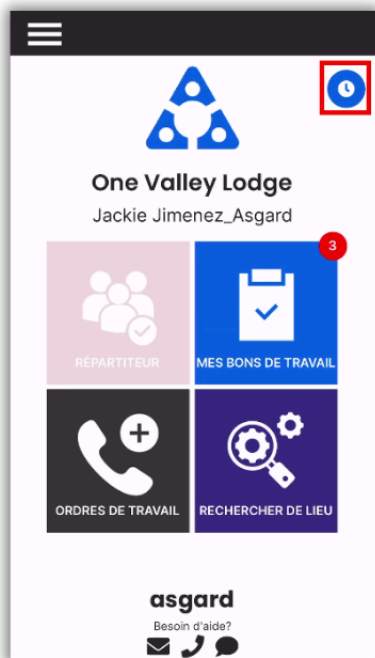 One Valley Lodge
Jackie Jimenez_Asgard
3
RÉPARTITEUR
MES BONS DE TRAVAIL
ORDRES DE TRAVAIL
RECHERCHER DE LIEU
asgard
Besoin d'aide?